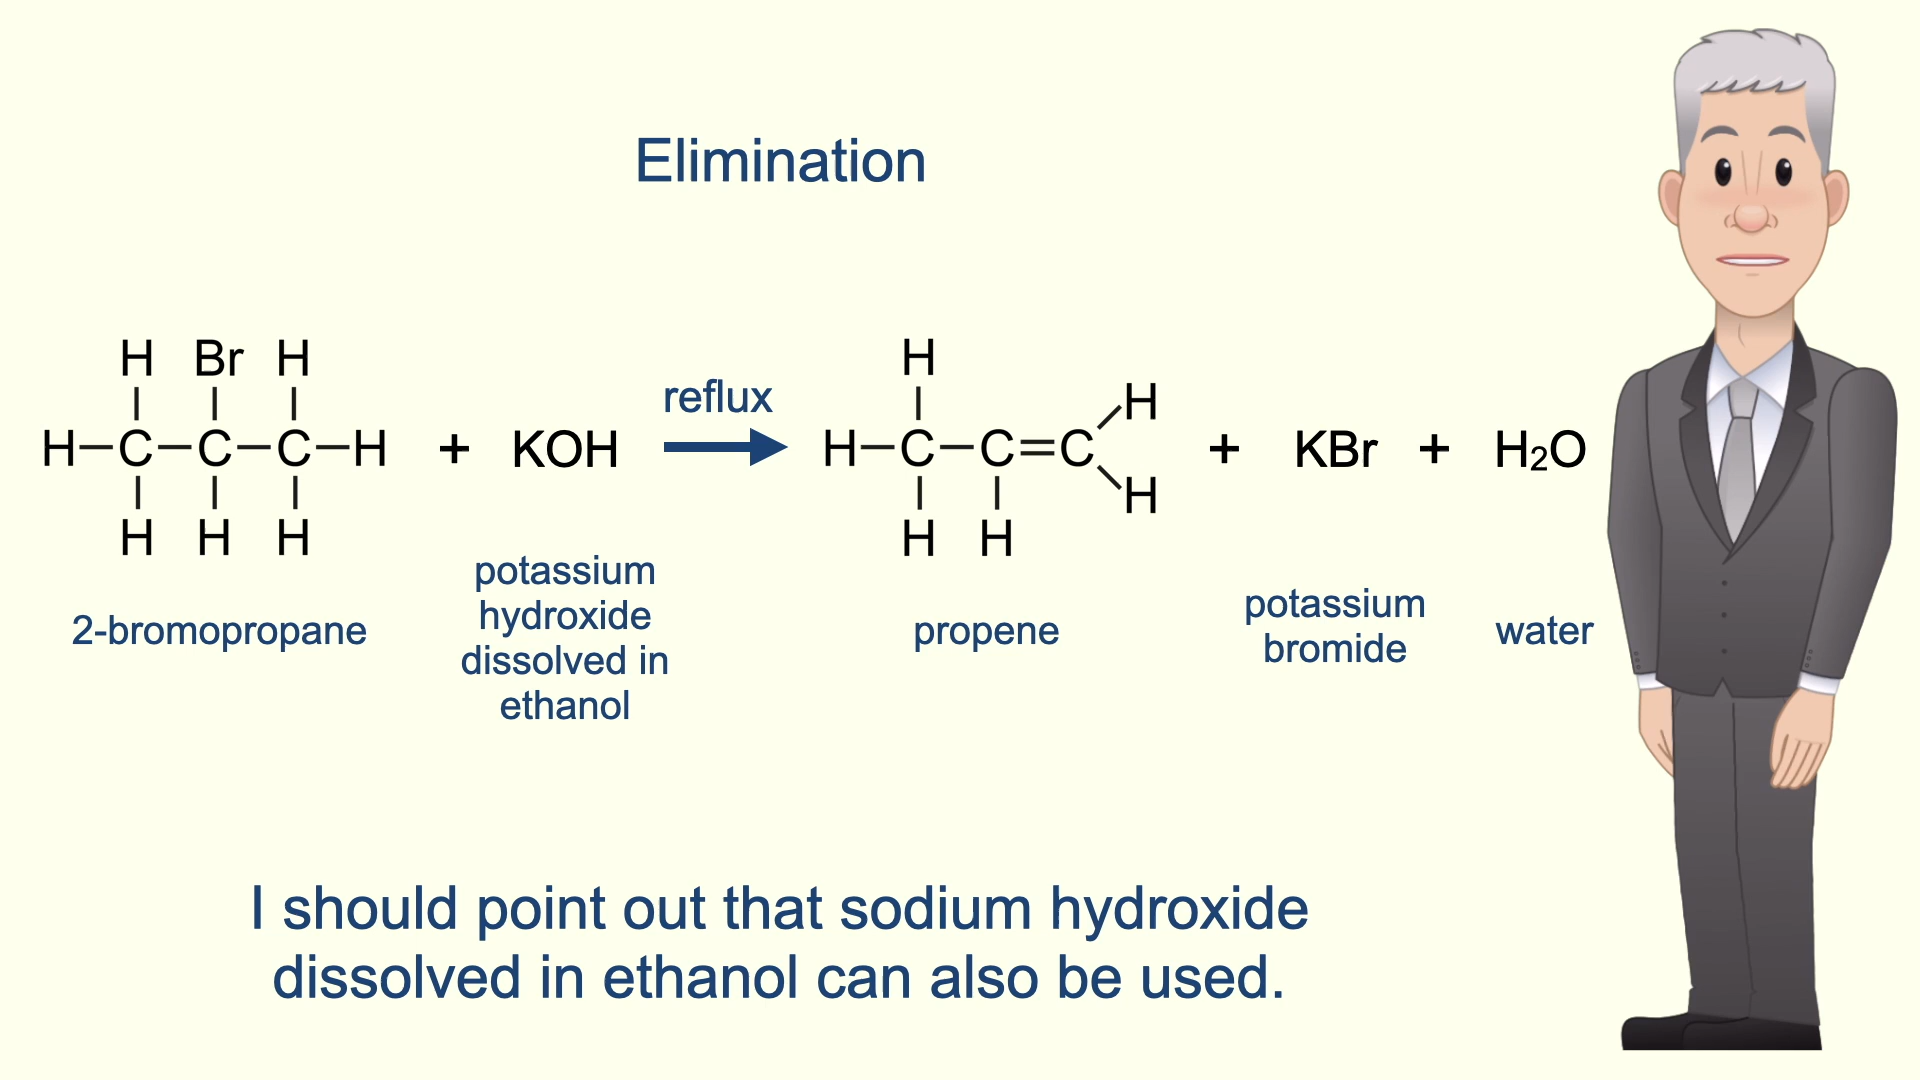 Elimination
H Br H
H–C–C–C–H + KOH reflux H–C–C=C + KBr + H₂O
H H H
H
H
H
H H
2-bromopropane
potassium
hydroxide
dissolved in
ethanol
propene
potassium
bromide
water
I should point out that sodium hydroxide
dissolved in ethanol can also be used.